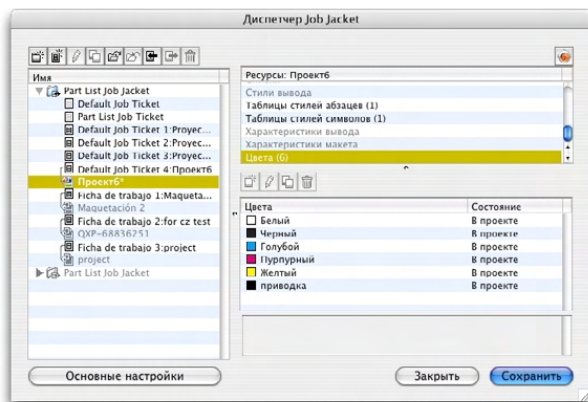 Диспетчер Job Jacket
Имя
Part List Job Jacket
Default Job Ticket
Part List Job Ticket
Default Job Ticket 1:Proyec...
Default Job Ticket 2:Proyec...
Default Job Ticket 3:Proyec...
Default Job Ticket 4:Проект6
Проект6*
Ficha de trabajo 1:Maqueta...
Maquetación 2
Ficha de trabajo 2:for cz test
QXP-68836251
Ficha de trabajo 3:project
project
Part List Job Jacket
Ресурсы: Проект6
Стили вывода
Таблицы стилей абзацев (1)
Таблицы стилей символов (1)
Характеристики вывода
Характеристики макета
Цвета (6)
Цвета Состояние
Белый В проекте
Черный В проекте
Голубой В проекте
Пурпурный В проекте
Желтый В проекте
приводка В проекте
Основные настройки
Закрыть
Сохранить